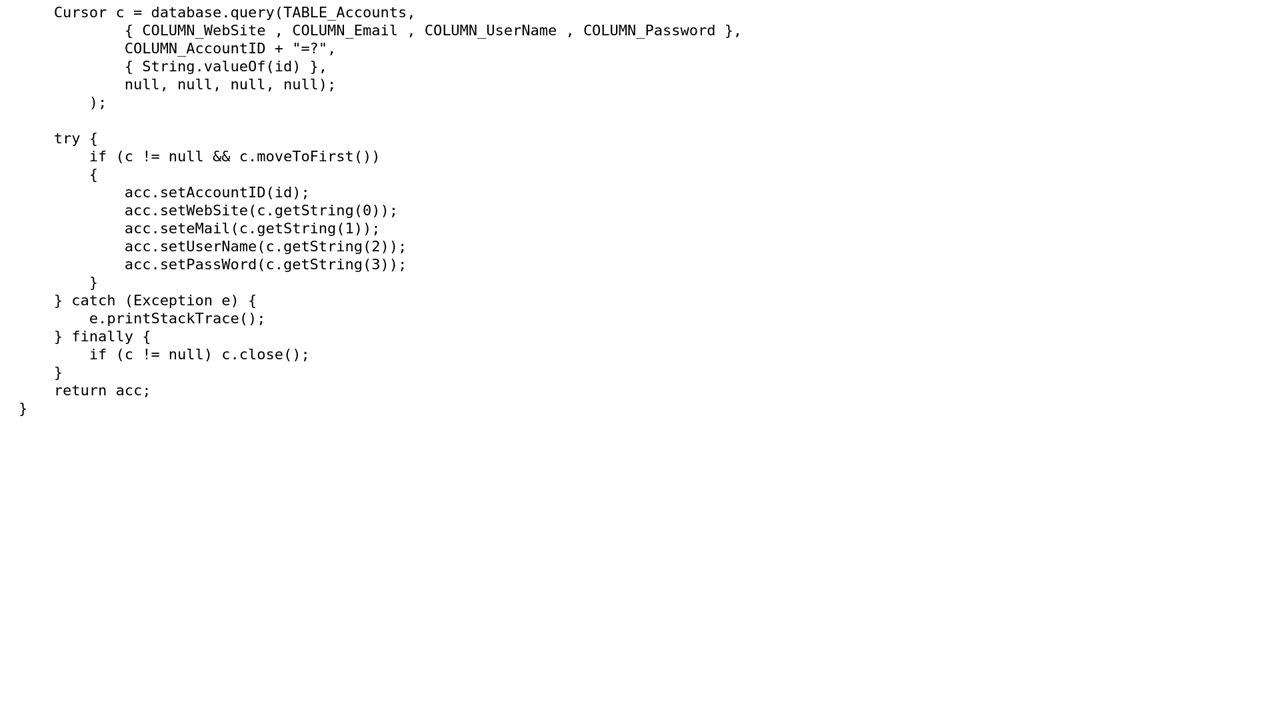 Cursor c = database.query(TABLE_Accounts,
{ COLUMN_WebSite , COLUMN_Email , COLUMN_UserName , COLUMN_Password },
COLUMN_AccountID + "=?",
{ String.valueOf(id) },
null, null, null, null);
);
try {
if (c != null && c.moveToFirst())
{
acc.setAccountID(id);
acc.setWebSite(c.getString(0));
acc.seteMail(c.getString(1));
acc.setUserName(c.getString(2));
acc.setPassWord(c.getString(3));
}
} catch (Exception e) {
e.printStackTrace();
} finally {
if (c != null) c.close();
}
return acc;
}